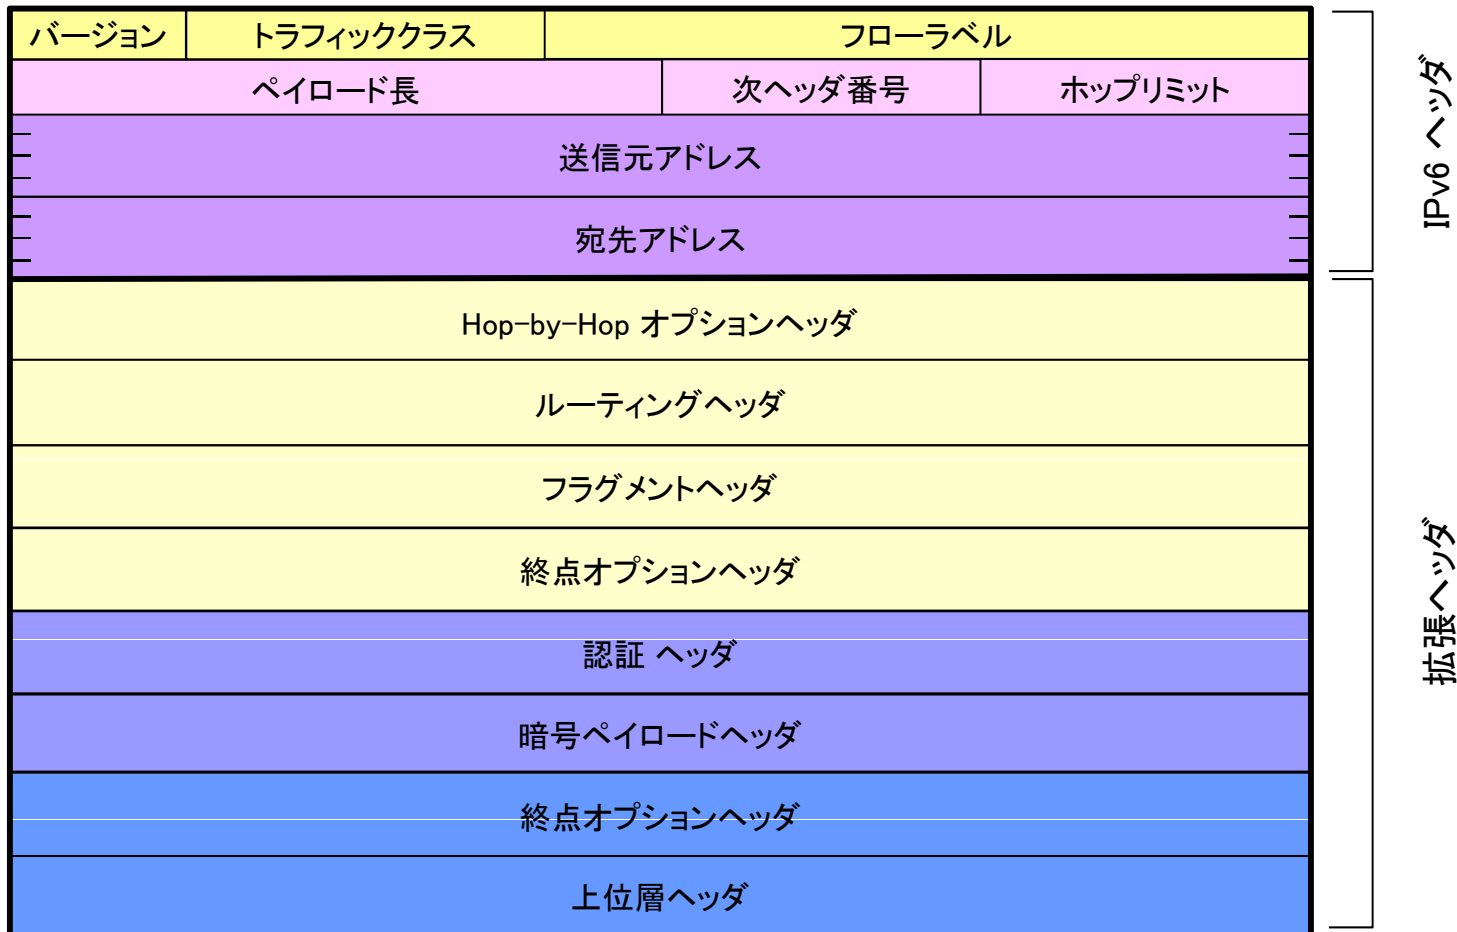 バージョン
トラフィッククラス
フローラベル
ペイロード長
次ヘッダ番号
ホップリミット
送信元アドレス
宛先アドレス
IPv6 ヘッダ
Hop-by-Hop オプションヘッダ
ルーティングヘッダ
フラグメントヘッダ
終点オプションヘッダ
認証 ヘッダ
暗号ペイロードヘッダ
終点オプションヘッダ
上位層ヘッダ
拡張ヘッダ